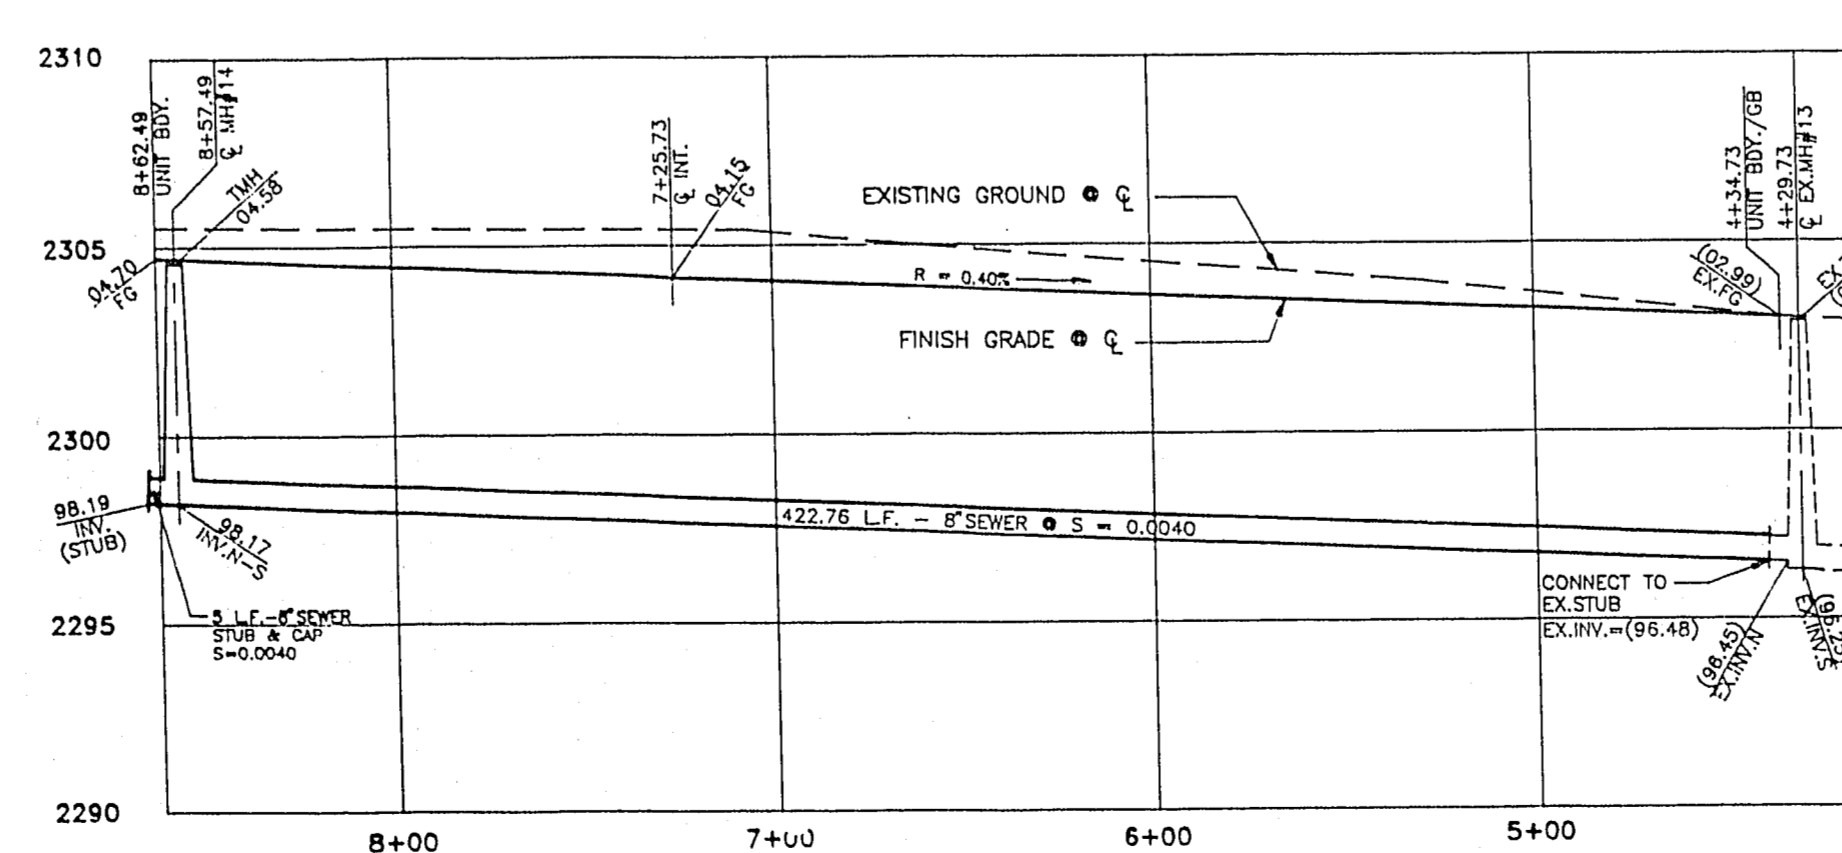 2310
2305
2300
2295
2290
8+62.49
UNIT BDY.
8+57.49
℄ MH#14
TMH
04.58
7+25.73
℄ INT.
04.15
FG
EXISTING GROUND @ ℄
4+34.73
UNIT BDY./GB
4+29.73
℄ EX.MH#13
04.70
FG
R = 0.40%
(02.99)
EX.FG
FINISH GRADE @ ℄
98.19
INV.
(STUB)
98.17
INV.N-S
422.76 L.F. - 8" SEWER @ S = 0.0040
5 L.F.-8" SEWER
STUB & CAP
S=0.0040
CONNECT TO
EX.STUB
EX.INV.=(96.48)
(96.45)
EX.INV.N
EX.INV.S
8+00
7+00
6+00
5+00